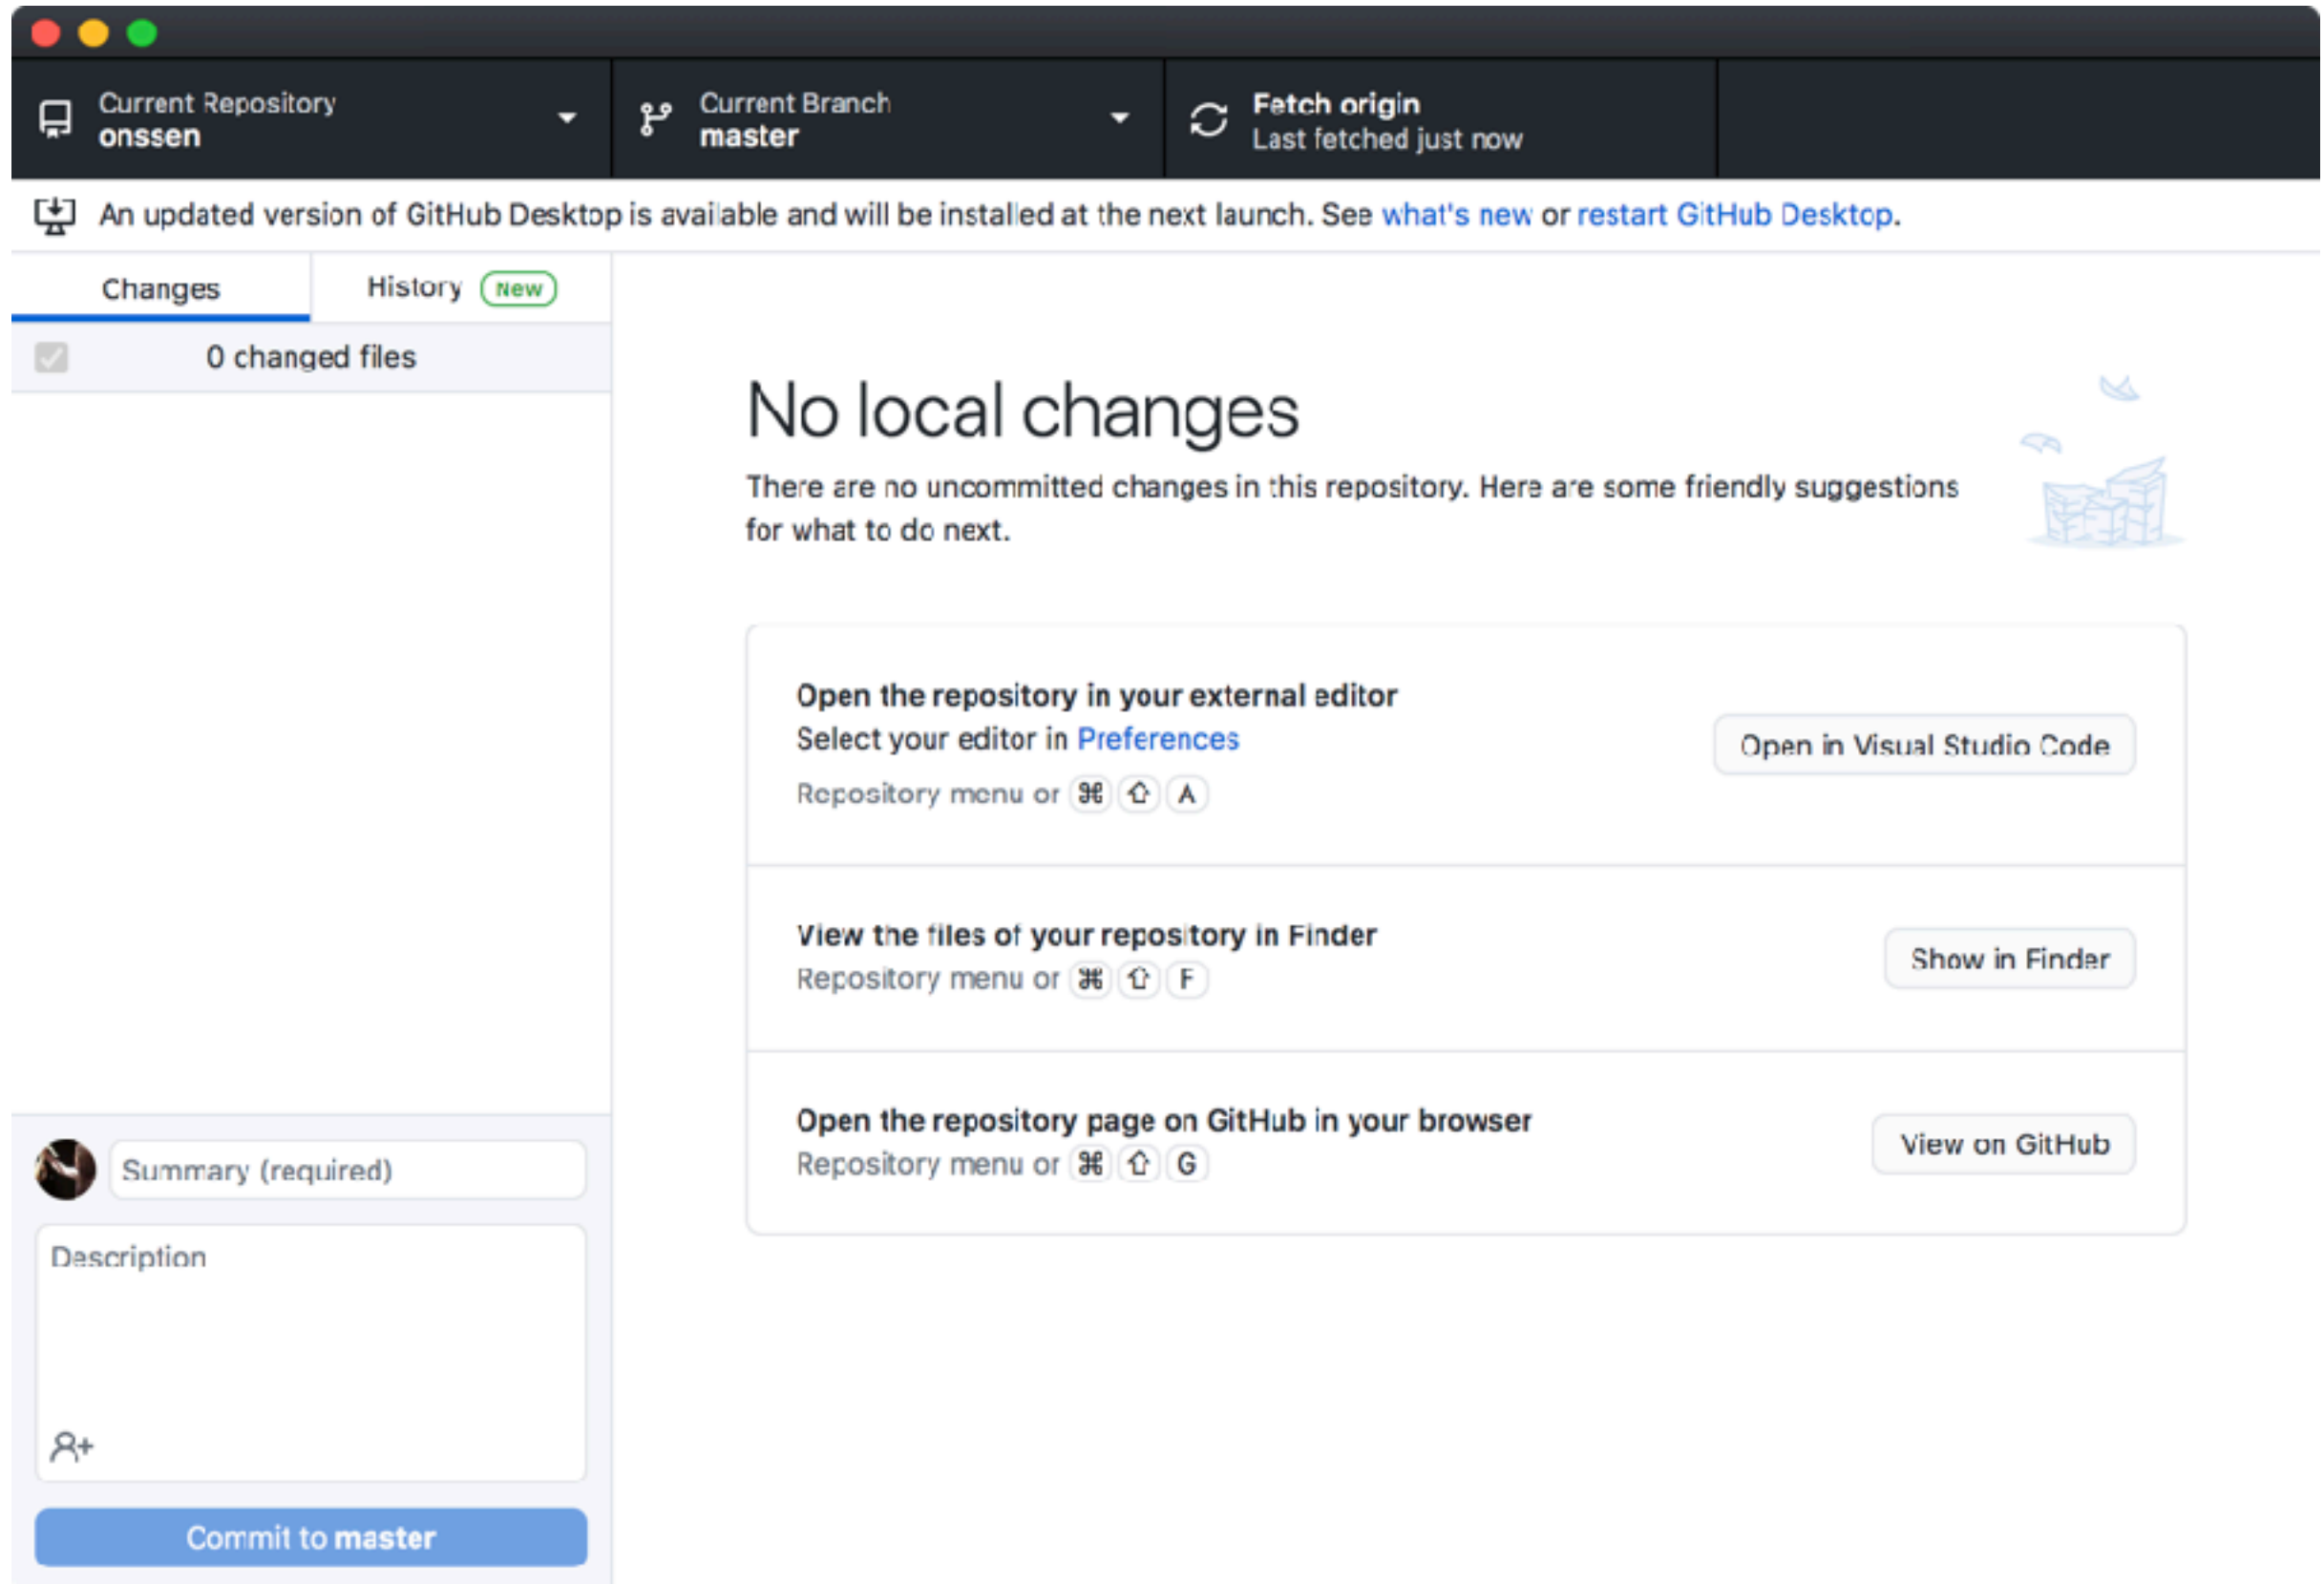 Current Repository
onssen
Current Branch
master
Fetch origin
Last fetched just now
An updated version of GitHub Desktop is available and will be installed at the next launch. See what's new or restart GitHub Desktop.
Changes
History New
0 changed files
No local changes
There are no uncommitted changes in this repository. Here are some friendly suggestions
for what to do next.
Open the repository in your external editor
Select your editor in Preferences
Repository menu or ⌘ ⇧ A
Open in Visual Studio Code
View the files of your repository in Finder
Repository menu or ⌘ ⇧ F
Show in Finder
Open the repository page on GitHub in your browser
Repository menu or ⌘ ⇧ G
View on GitHub
Summary (required)
Description
Commit to master